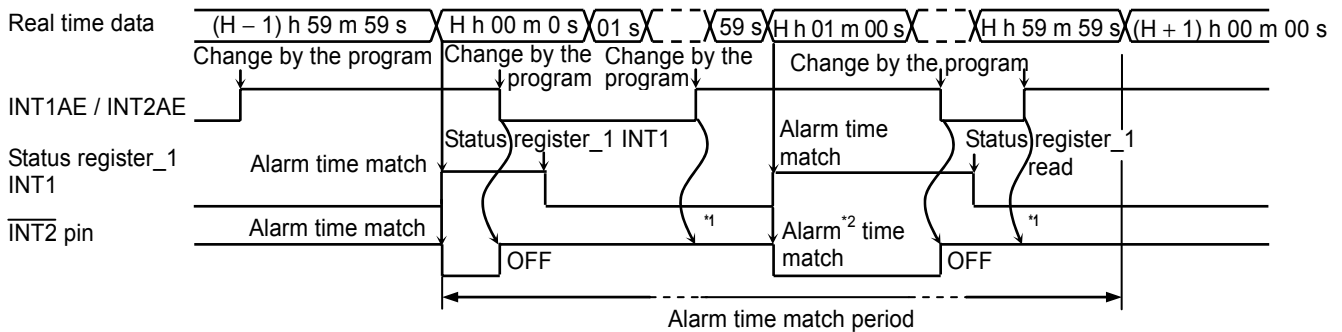 Real time data
(H − 1) h 59 m 59 s
H h 00 m 0 s
01 s
59 s
H h 01 m 00 s
H h 59 m 59 s
(H + 1) h 00 m 00 s
Change by the program
Change by the
program
Change by the
program
Change by the program
INT1AE / INT2AE
Status register_1
INT1
Alarm time match
Status register_1 INT1
Alarm time
match
Status register_1
read
INT2 pin
Alarm time match
OFF
*1
Alarm*2 time
match
OFF
*1
Alarm time match period